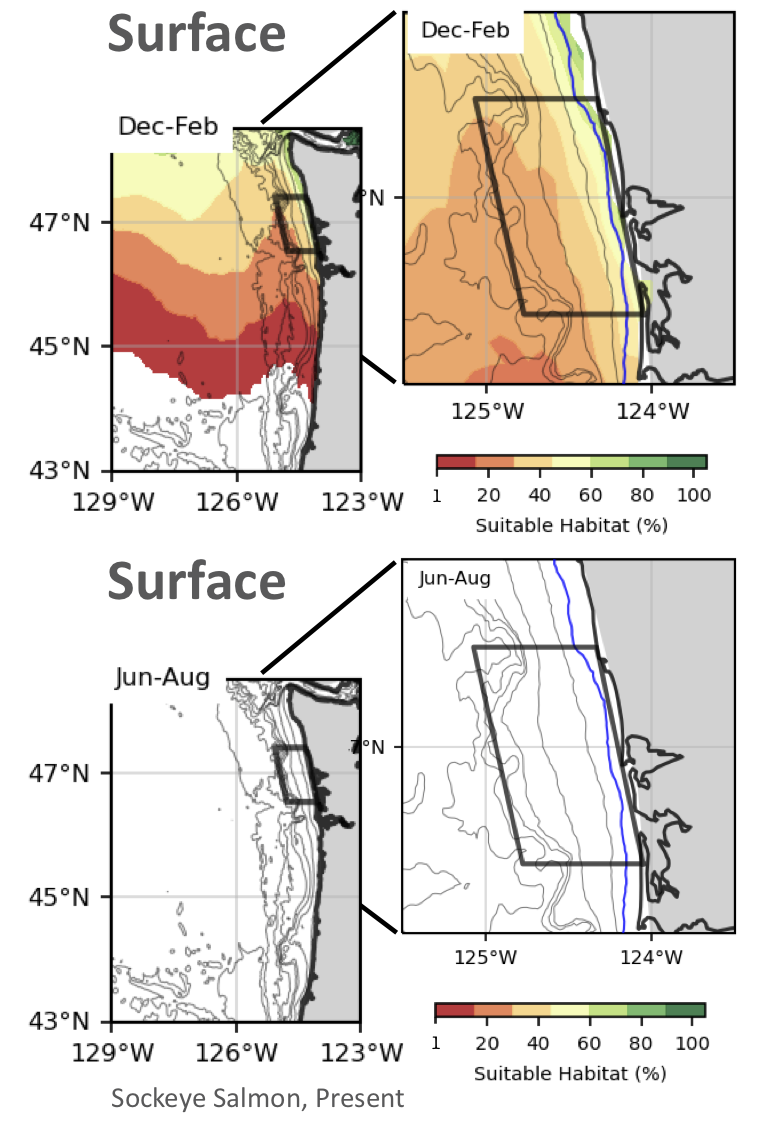 Surface
Dec-Feb
Dec-Feb
47°N
45°N
43°N
129°W 126°W 123°W
°N
125°W 124°W
1 20 40 60 80 100
Suitable Habitat (%)
Surface
Jun-Aug
Jun-Aug
47°N
45°N
43°N
129°W 126°W 123°W
7°N
125°W 124°W
1 20 40 60 80 100
Suitable Habitat (%)
Sockeye Salmon, Present